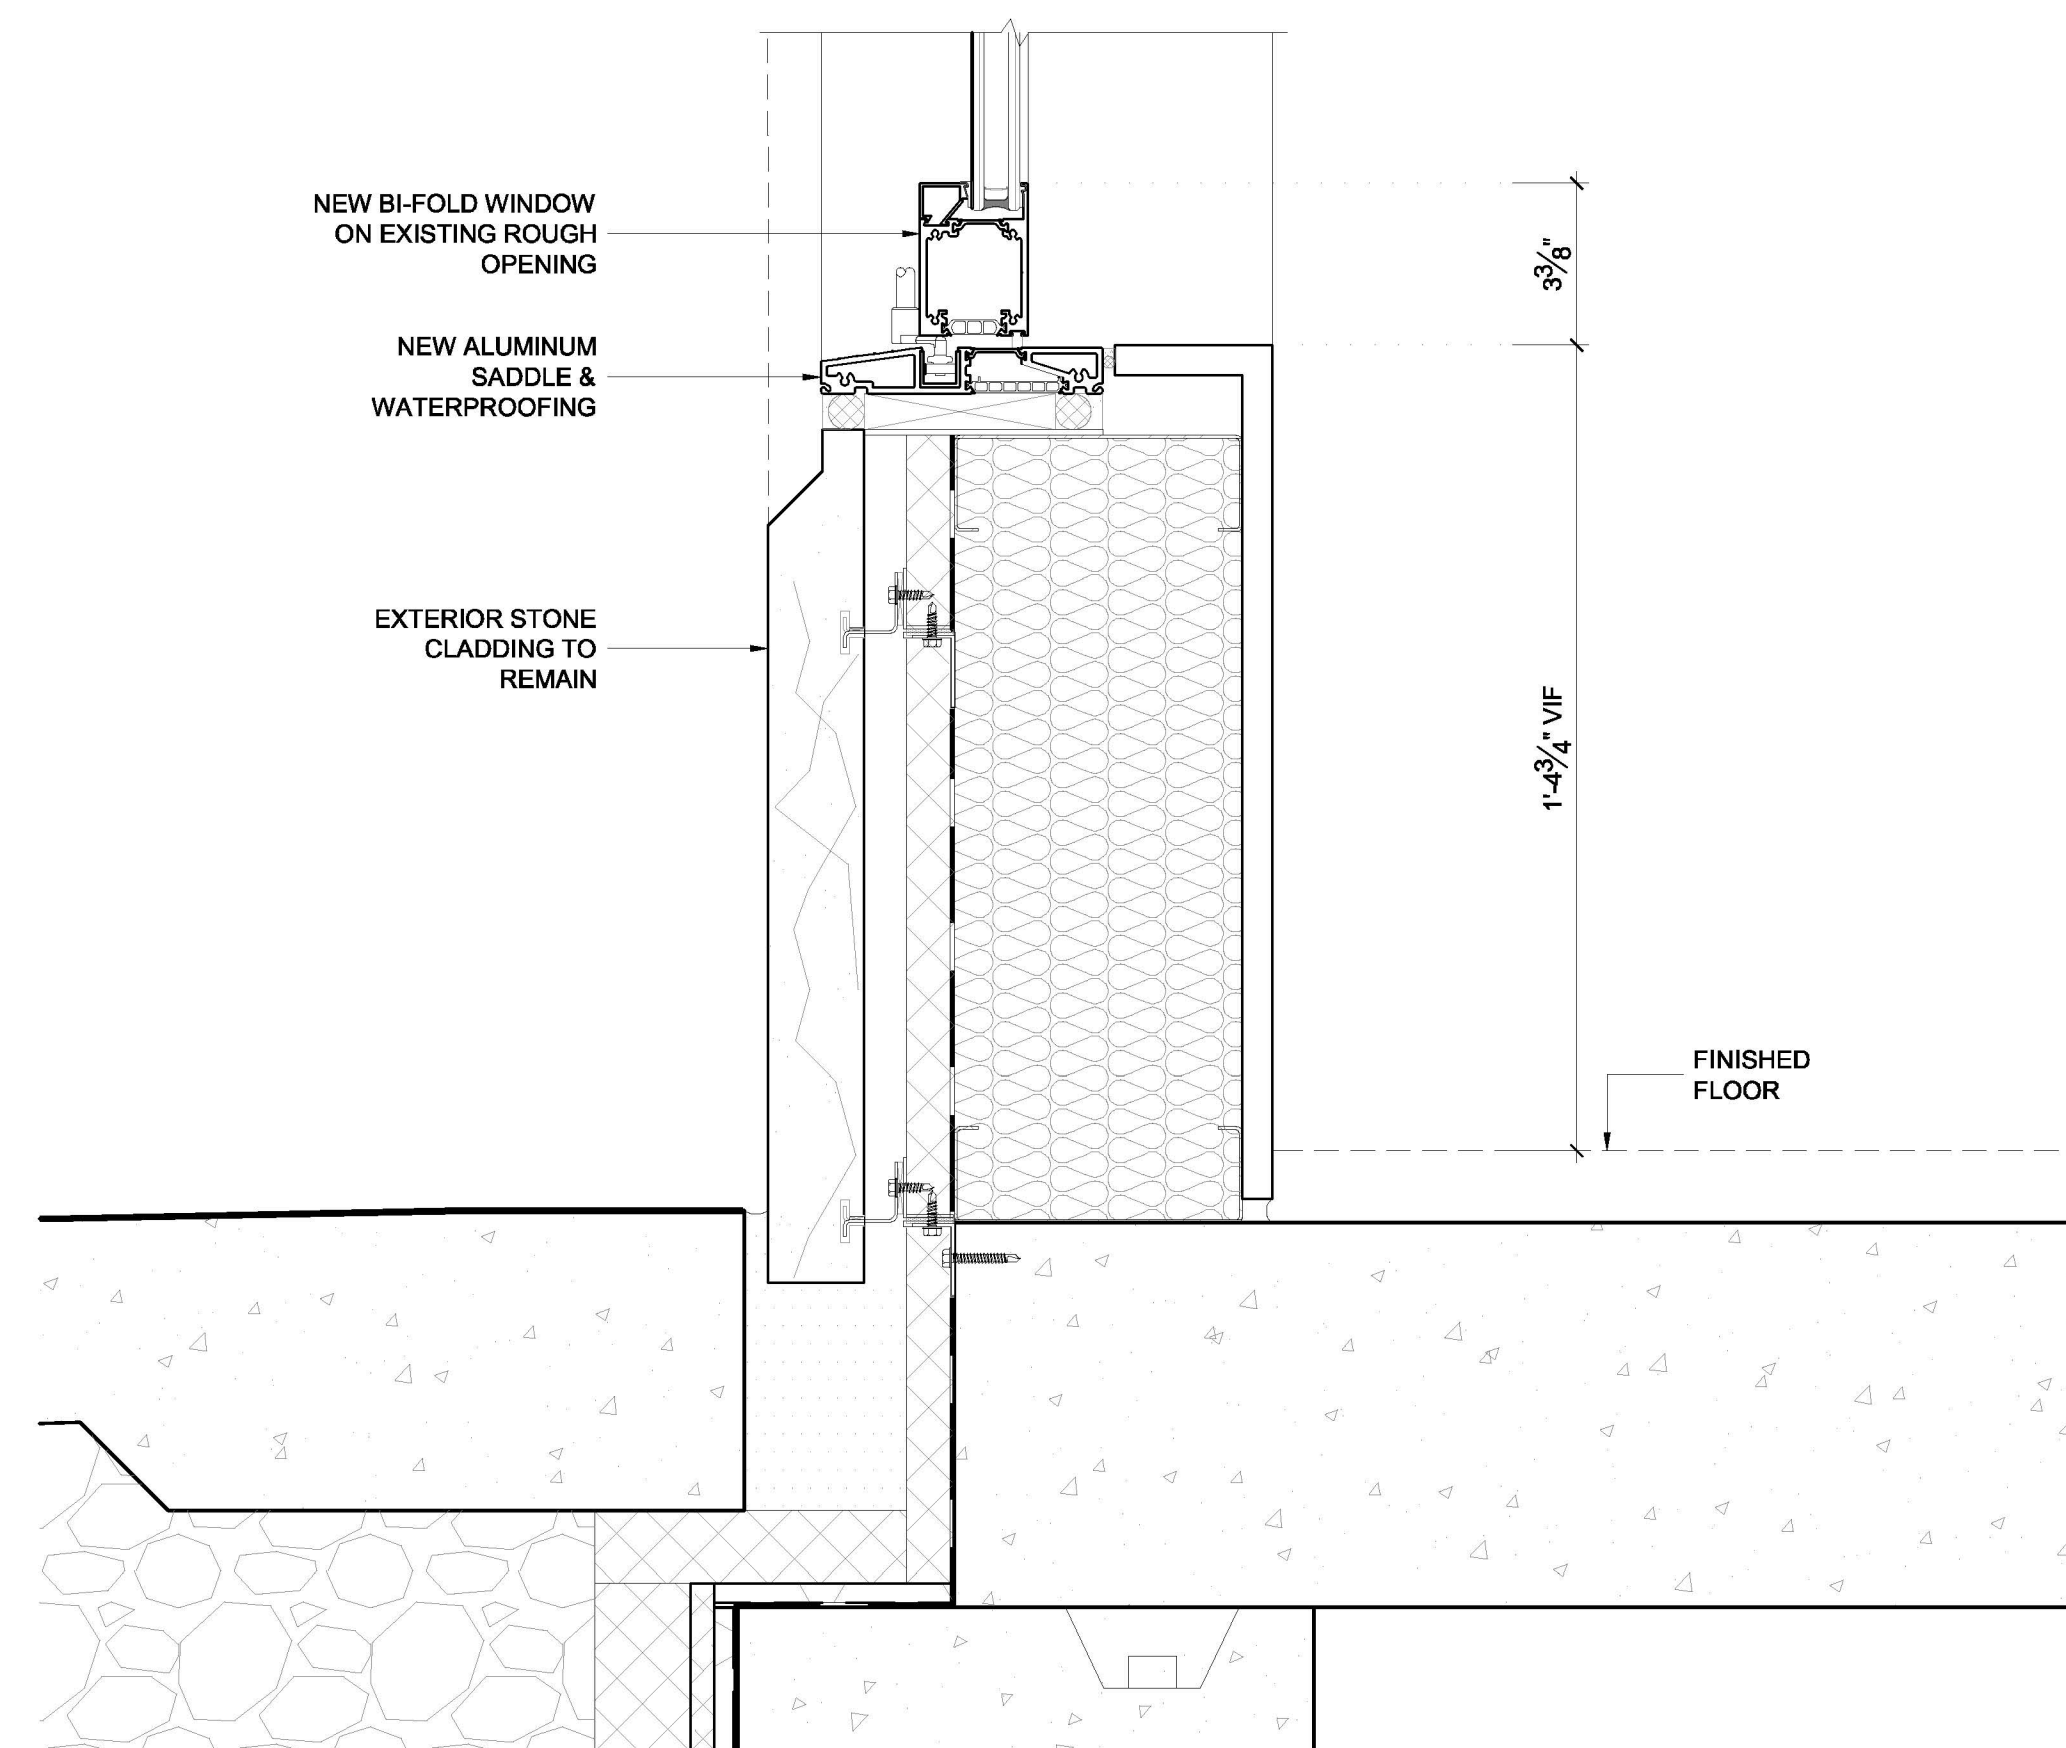 NEW BI-FOLD WINDOW
ON EXISTING ROUGH
OPENING
NEW ALUMINUM
SADDLE &
WATERPROOFING
EXTERIOR STONE
CLADDING TO
REMAIN
3 3/8"
1'-4 3/4" VIF
FINISHED
FLOOR